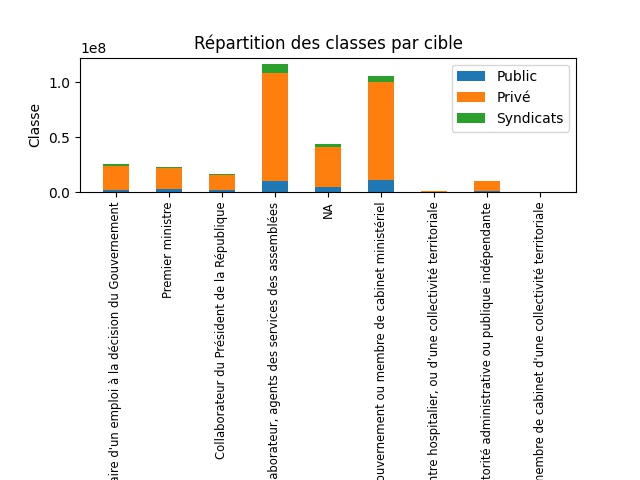 Répartition des classes par cible
1e8
Classe
1.0
0.5
0.0
Public
Privé
Syndicats
aire d'un emploi à la décision du Gouvernement
Premier ministre
Collaborateur du Président de la République
aborateur, agents des services des assemblées
NA
ouvernement ou membre de cabinet ministériel
ntre hospitalier, ou d'une collectivité territoriale
torité administrative ou publique indépendante
membre de cabinet d'une collectivité territoriale